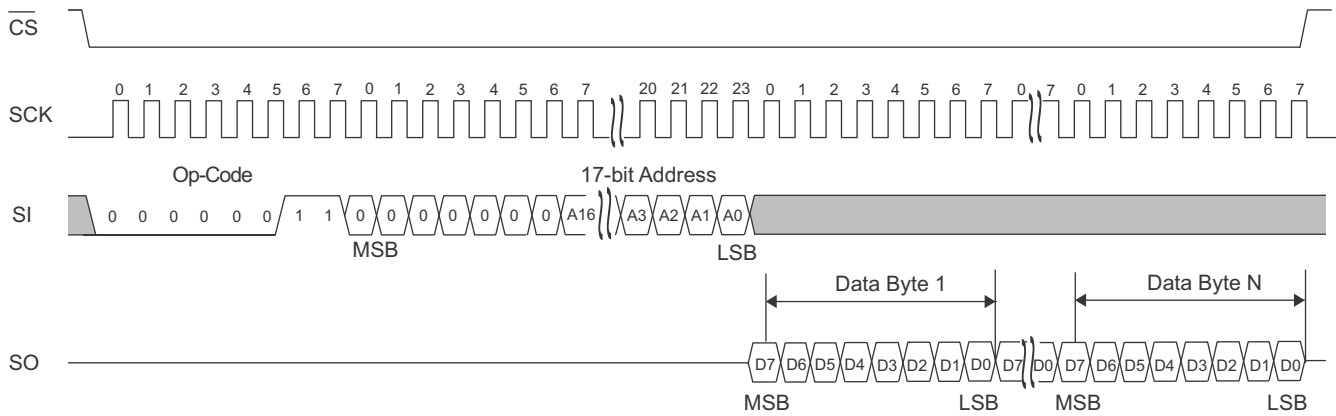 CS
0 1 2 3 4 5 6 7 0 1 2 3 4 5 6 7 20 21 22 23 0 1 2 3 4 5 6 7 0 7 0 1 2 3 4 5 6 7
SCK
Op-Code 17-bit Address
SI 0 0 0 0 0 0 1 1 0 0 0 0 0 0 0 A16 A3 A2 A1 A0
MSB LSB
Data Byte 1 Data Byte N
SO D7 D6 D5 D4 D3 D2 D1 D0 D7 D0 D7 D6 D5 D4 D3 D2 D1 D0
MSB LSB MSB LSB